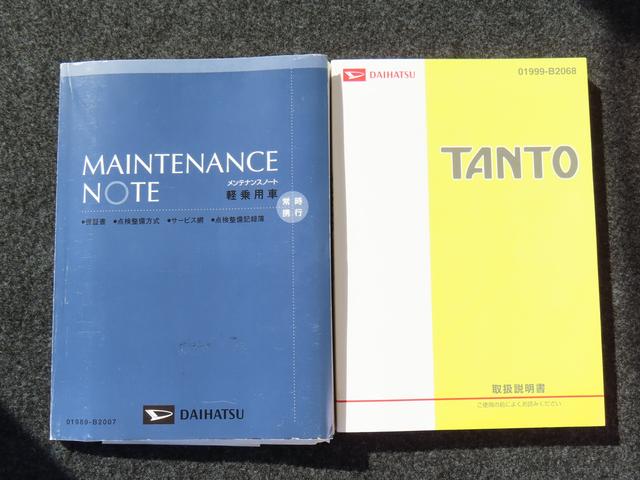 MAINTENANCE
NOTE
メンテナンスノート
軽乗用車
常時
携行
●保証書 ●点検整備方式 ●サービス網 ●点検整備記録簿
01989-B2007
DAIHATSU
DAIHATSU
01999-B2068
TANTO
取扱説明書
ご使用の前によくお読みください